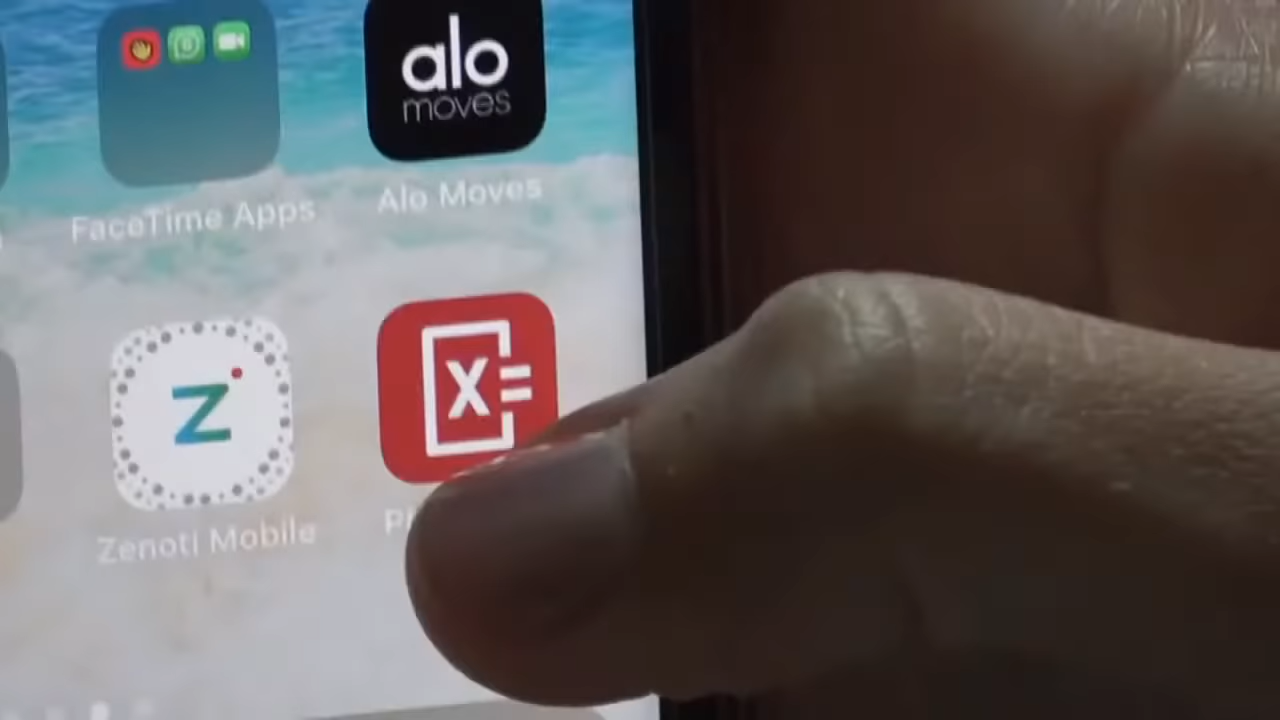 alo
moves
FaceTime Apps
Alo Moves
X=
Z
Zenoti Mobile